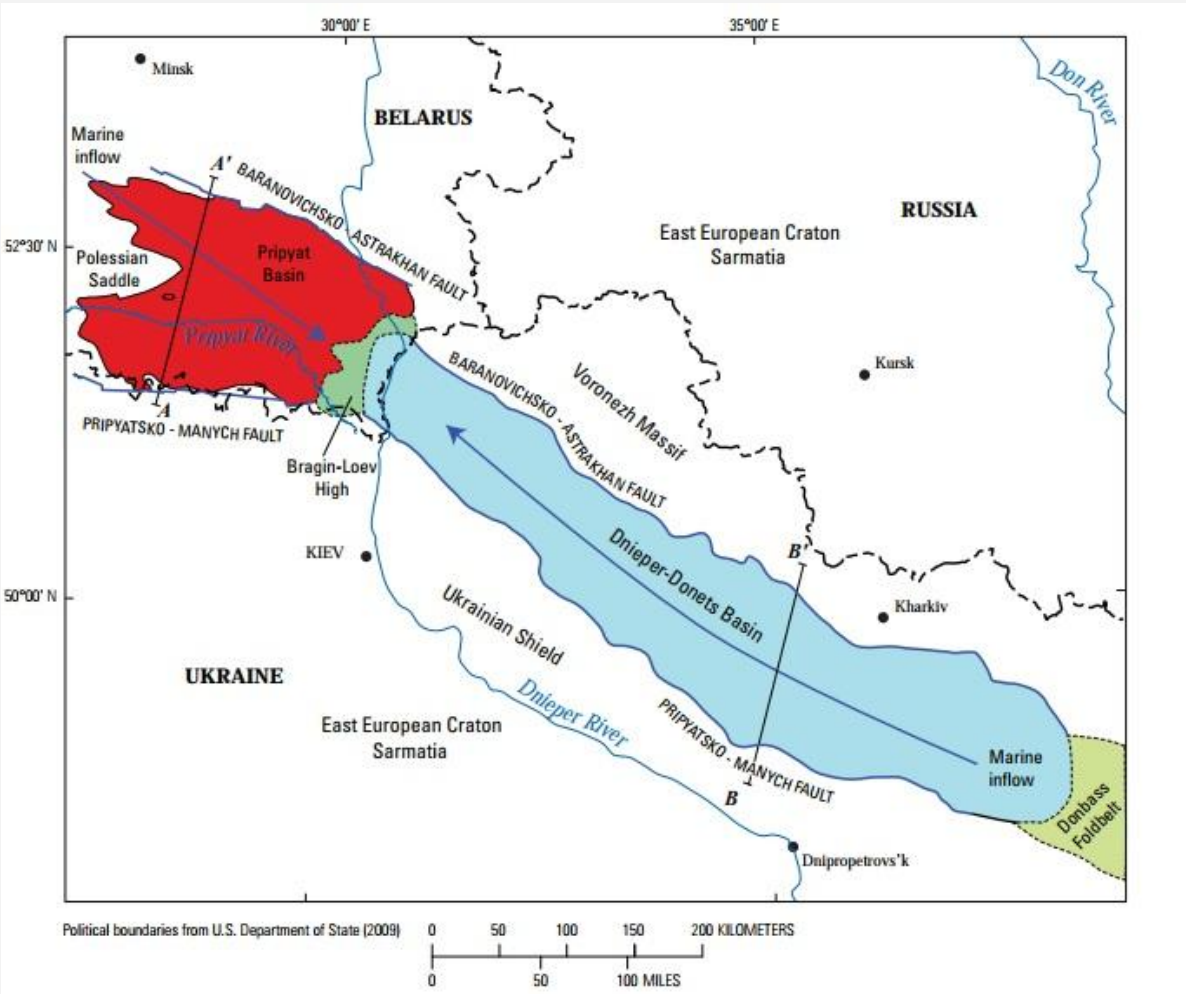 30°00' E
35°00' E
Minsk
BELARUS
Don River
Marine
inflow
A'
BARANOVICHSKO - ASTRAKHAN FAULT
RUSSIA
52°30' N
Polessian
Saddle
Pripyat
Basin
East European Craton
Sarmatia
Pripyat River
BARANOVICHSKO - ASTRAKHAN FAULT
Voronezh Massif
Kursk
A
PRIPYATSKO - MANYCH FAULT
Bragin-Loev
High
KIEV
Dnieper-Donets Basin
B'
50°00' N
Ukrainian Shield
Kharkiv
UKRAINE
Dnieper River
East European Craton
Sarmatia
PRIPYATSKO - MANYCH FAULT
Marine
inflow
B
Donbass
Foldbelt
Dnipropetrovs'k
Political boundaries from U.S. Department of State (2009)
0 50 100 150 200 KILOMETERS
0 50 100 MILES